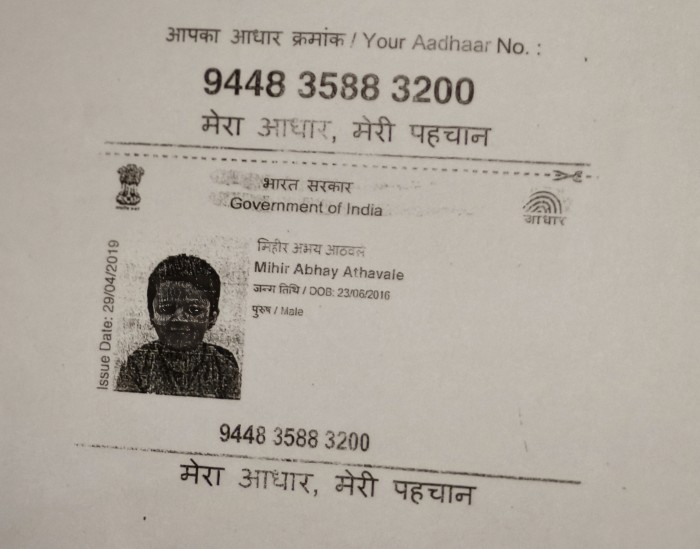 आपका आधार क्रमांक / Your Aadhaar No. :
9448 3588 3200
मेरा आधार, मेरी पहचान
भारत सरकार
Government of India
आधार
Issue Date: 29/04/2019
मिहीर अभय आठवले
Mihir Abhay Athavale
जन्म तिथि / DOB: 23/06/2016
पुरुष / Male
9448 3588 3200
मेरा आधार, मेरी पहचान